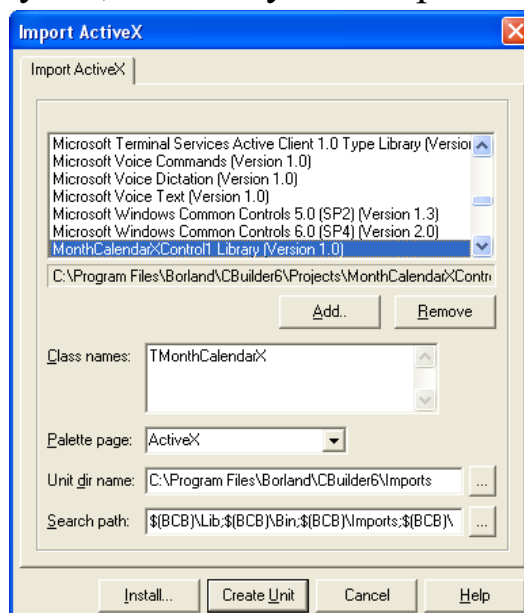 Import ActiveX
Import ActiveX
Microsoft Terminal Services Active Client 1.0 Type Library (Version
Microsoft Voice Commands (Version 1.0)
Microsoft Voice Dictation (Version 1.0)
Microsoft Voice Text (Version 1.0)
Microsoft Windows Common Controls 5.0 (SP2) (Version 1.3)
Microsoft Windows Common Controls 6.0 (SP4) (Version 2.0)
MonthCalendarXControl1 Library (Version 1.0)
C:\Program Files\Borland\CBuilder6\Projects\MonthCalendarXContr
Add.. Remove
Class names: TMonthCalendarX
Palette page: ActiveX
Unit dir name: C:\Program Files\Borland\CBuilder6\Imports ...
Search path: $(BCB)\Lib;$(BCB)\Bin;$(BCB)\Imports;$(BCB)\ ...
Install... Create Unit Cancel Help